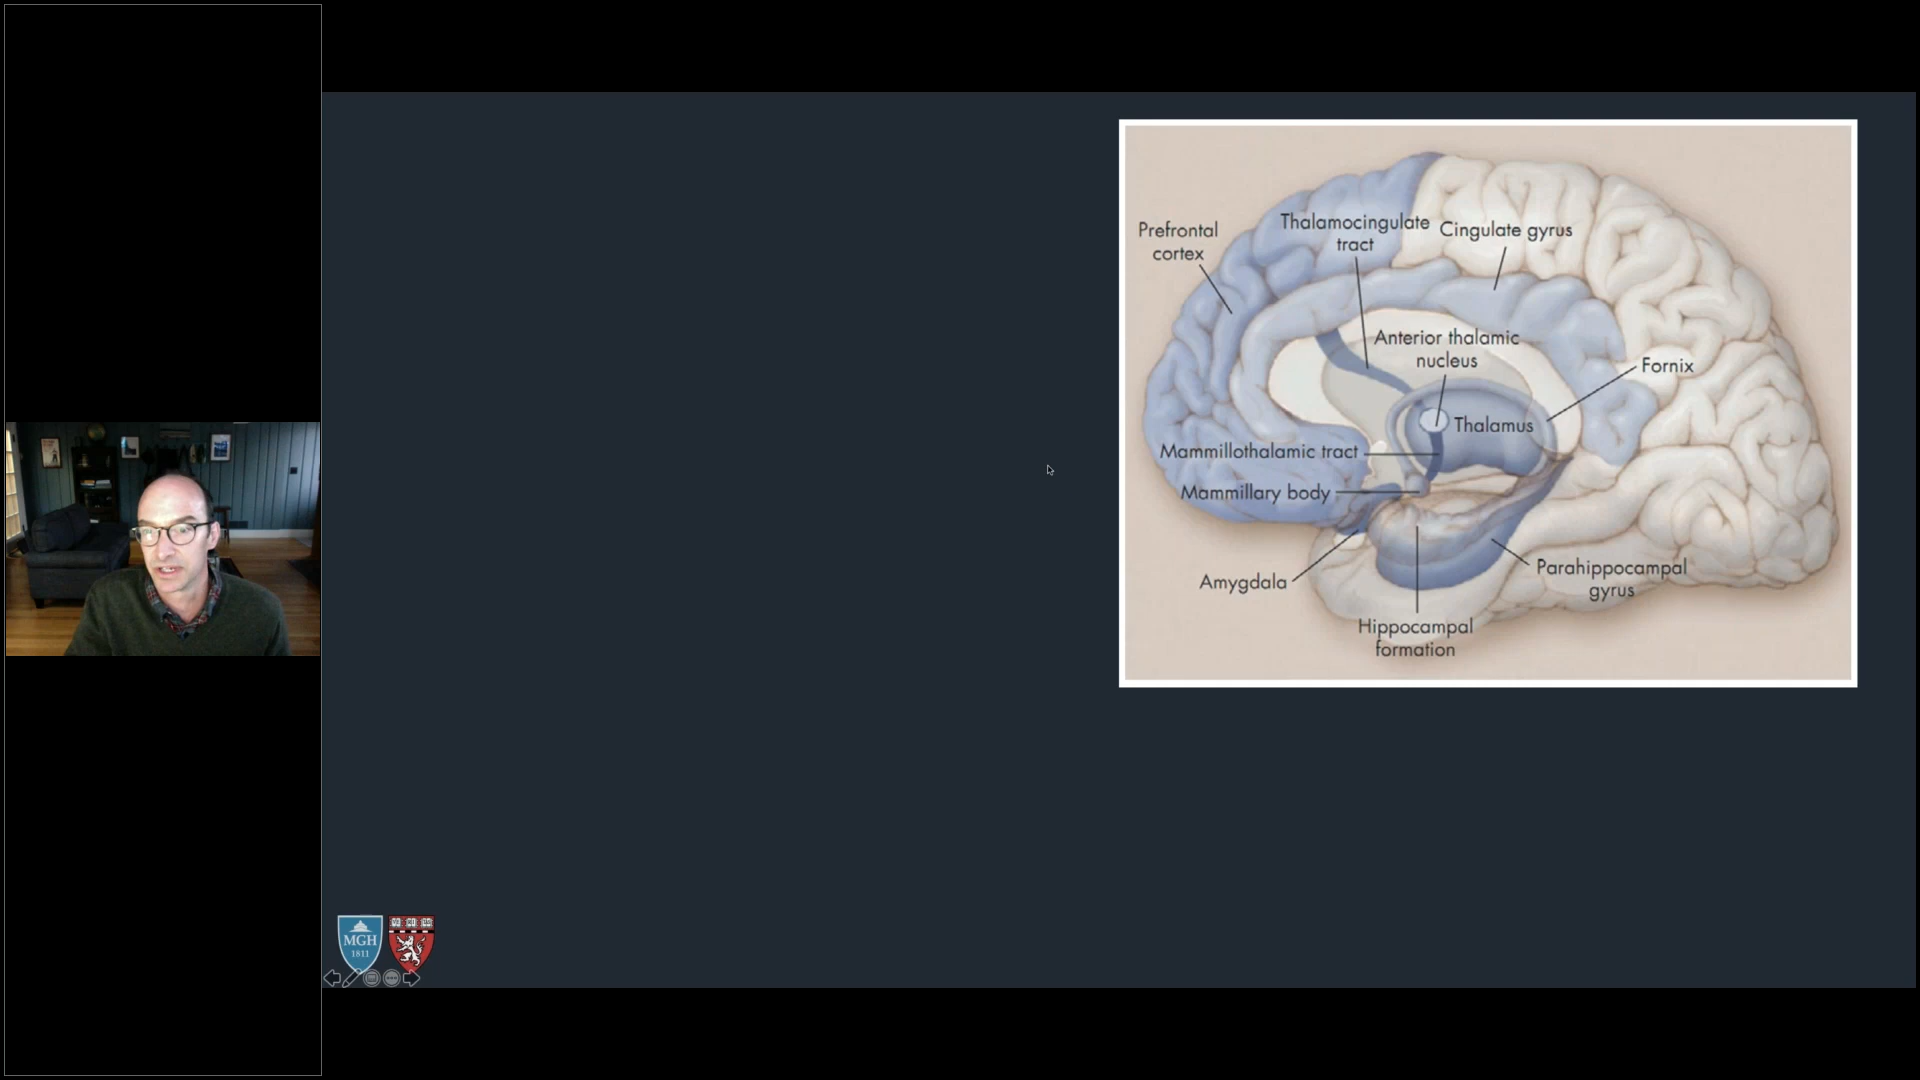 Prefrontal
cortex
Thalamocingulate
tract
Cingulate gyrus
Anterior thalamic
nucleus
Fornix
Thalamus
Mammillothalamic tract
Mammillary body
Amygdala
Parahippocampal
gyrus
Hippocampal
formation
MGH
1811